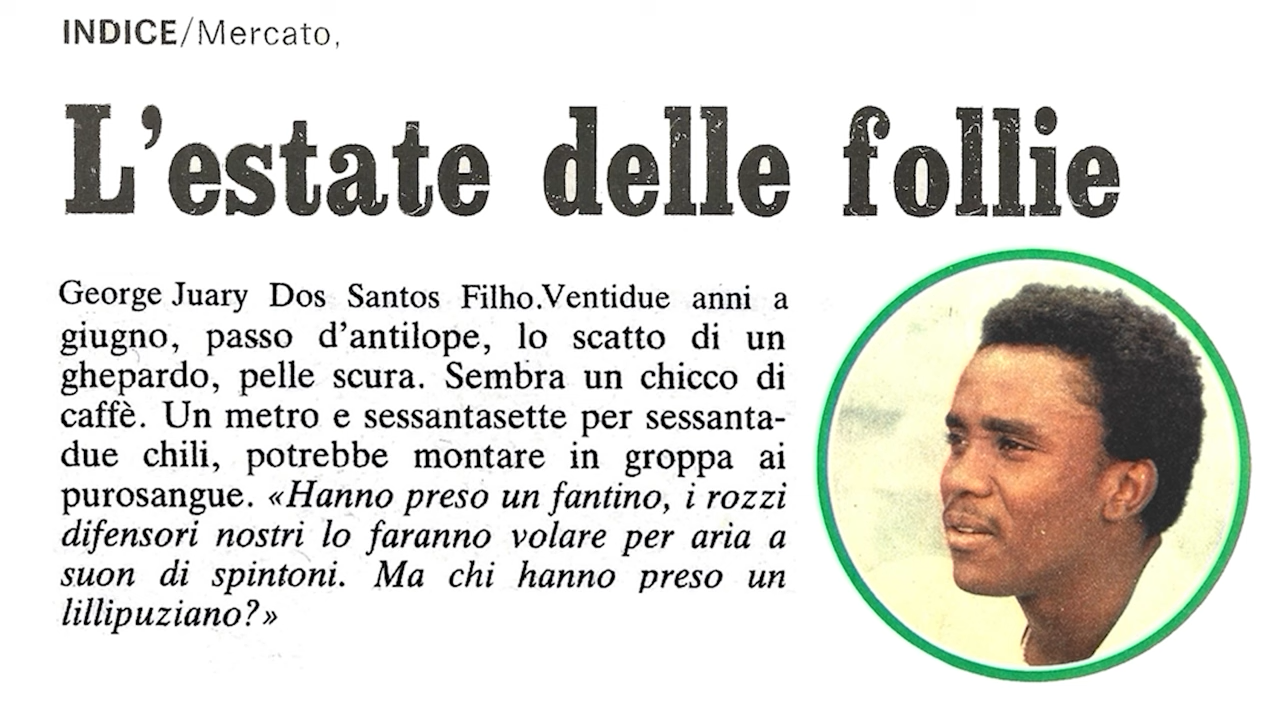 INDICE/Mercato,
L'estate delle follie
George Juary Dos Santos Filho.Ventidue anni a
giugno, passo d'antilope, lo scatto di un
ghepardo, pelle scura. Sembra un chicco di
caffè. Un metro e sessantasette per sessanta-
due chili, potrebbe montare in groppa ai
purosangue. «Hanno preso un fantino, i rozzi
difensori nostri lo faranno volare per aria a
suon di spintoni. Ma chi hanno preso un
lillipuziano?»